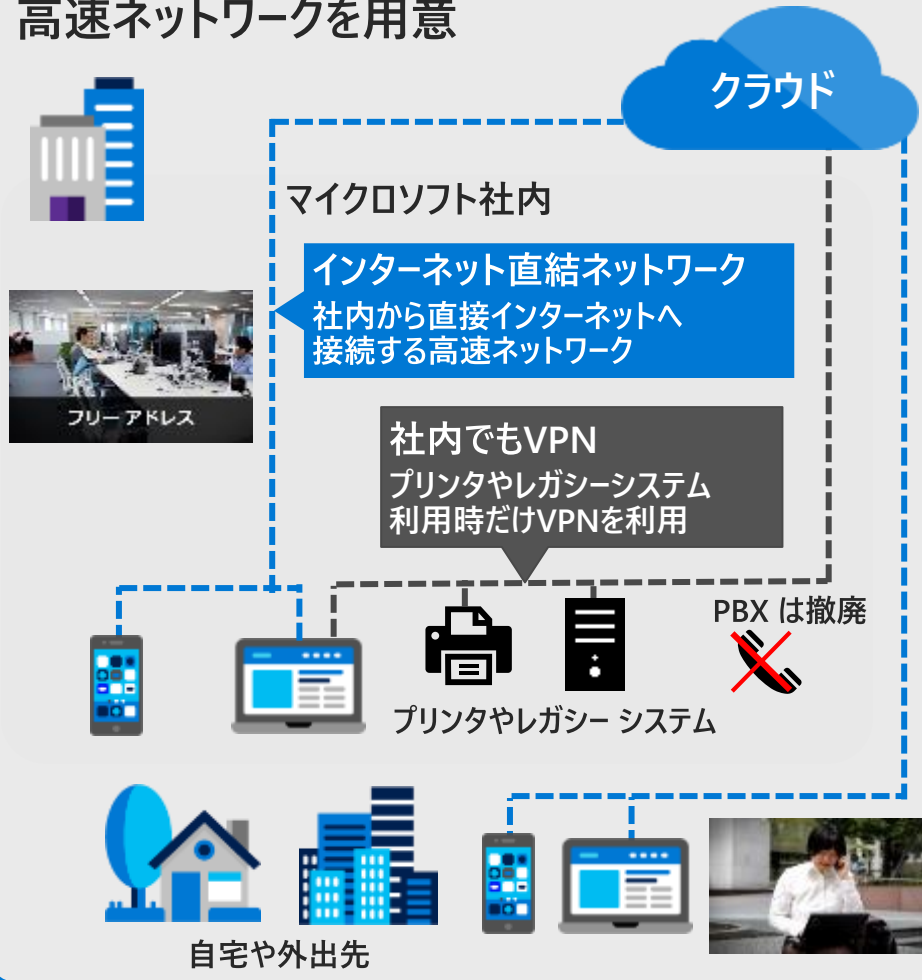 高速ネットワークを用意
クラウド
マイクロソフト社内
インターネット直結ネットワーク
社内から直接インターネットへ
接続する高速ネットワーク
フリー アドレス
社内でもVPN
プリンタやレガシーシステム
利用時だけVPNを利用
PBX は撤廃
プリンタやレガシー システム
自宅や外出先